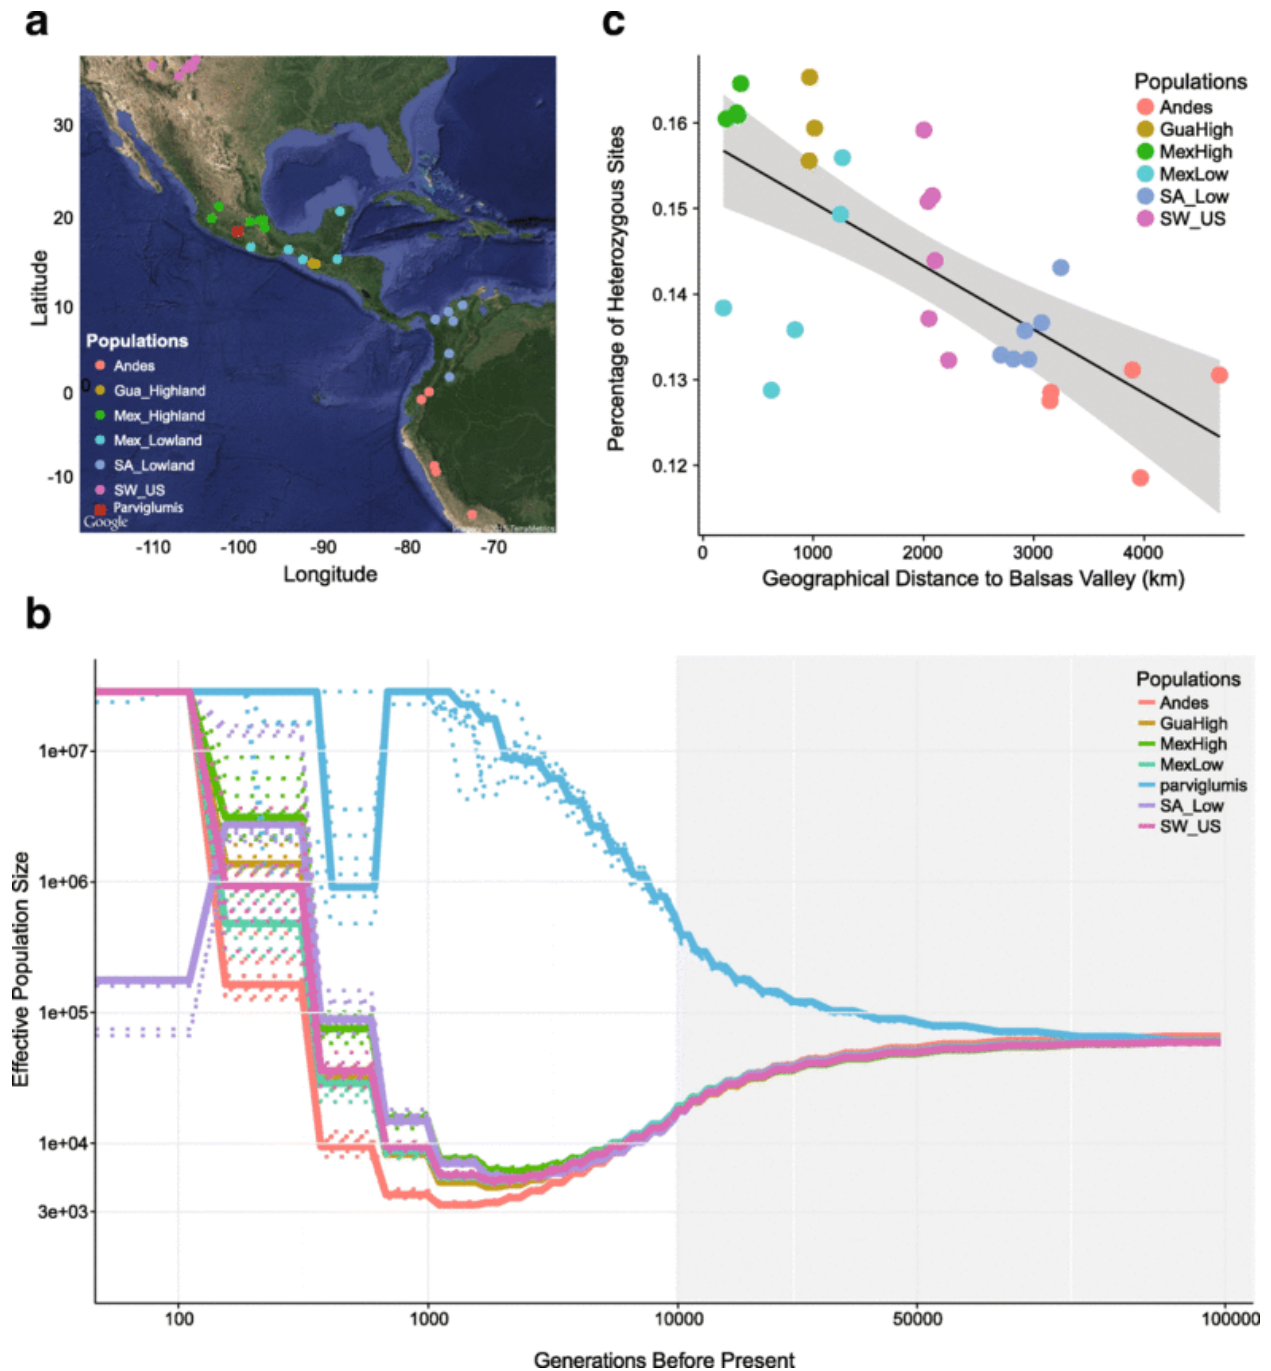 a
30
20
10
0
0
-10
Latitude
Populations
Andes
Gua_Highland
Mex_Highland
Mex_Lowland
SA_Lowland
SW_US
Parviglumis
Google
-110 -100 -90 -80 -70
Longitude
c
Percentage of Heterozygous Sites
0.16
0.15
0.14
0.13
0.12
Populations
Andes
GuaHigh
MexHigh
MexLow
SA_Low
SW_US
0 1000 2000 3000 4000
Geographical Distance to Balsas Valley (km)
b
Effective Population Size
1e+07
1e+06
1e+05
1e+04
3e+03
Populations
Andes
GuaHigh
MexHigh
MexLow
parviglumis
SA_Low
SW_US
100 1000 10000 50000 100000
Generations Before Present